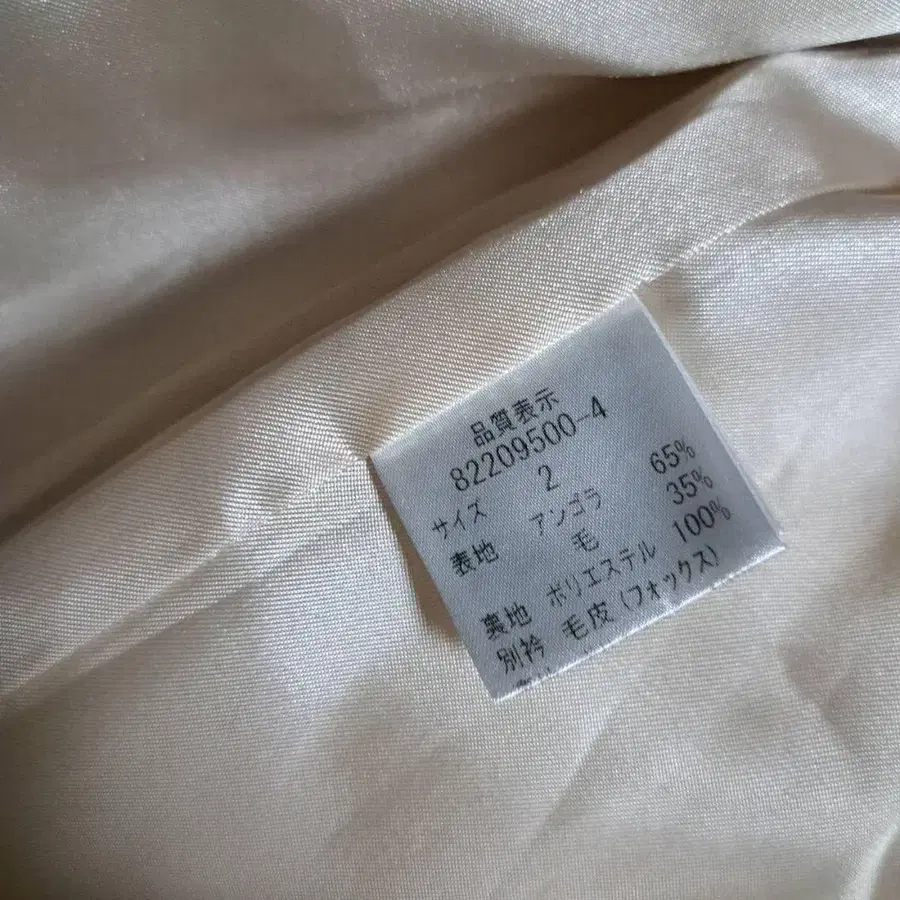 品質表示
82209500-4
サイズ 2
表地 アンゴラ 65%
毛 35%
裏地 ポリエステル 100%
別衿 毛皮(フォックス)